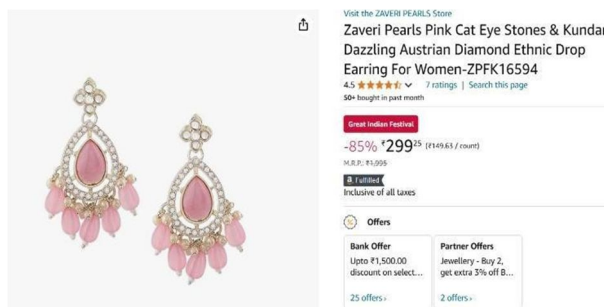 Visit the ZAVERI PEARLS Store
Zaveri Pearls Pink Cat Eye Stones & Kundan
Dazzling Austrian Diamond Ethnic Drop
Earring For Women-ZPFK16594
4.5 7 ratings | Search this page
50+ bought in past month
Great Indian Festival
-85% ₹299 25 (₹149.63 / count)
M.R.P.: ₹1,995
a Fulfilled
Inclusive of all taxes
Offers
Bank Offer
Upto ₹1,500.00
discount on select...
25 offers ›
Partner Offers
Jewellery - Buy 2,
get extra 3% off B...
2 offers ›